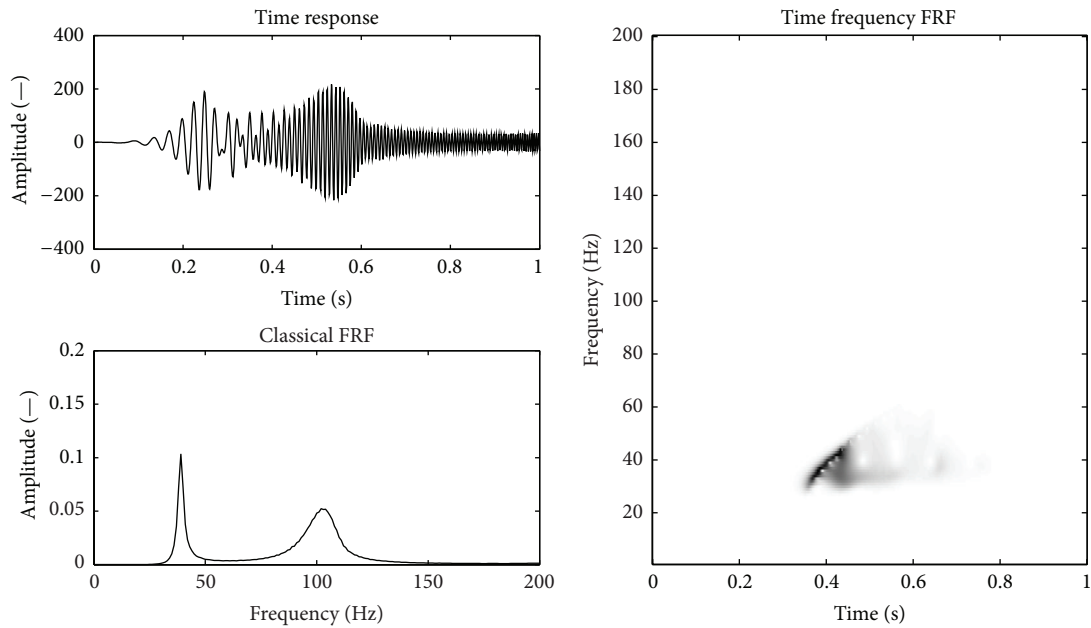 Time response
400
200
0
−200
−400
Amplitude (—)
0 0.2 0.4 0.6 0.8 1
Time (s)
Classical FRF
0.2
0.15
0.1
0.05
0
Amplitude (—)
0 50 100 150 200
Frequency (Hz)
Time frequency FRF
200
180
160
140
120
100
80
60
40
20
Frequency (Hz)
0 0.2 0.4 0.6 0.8 1
Time (s)